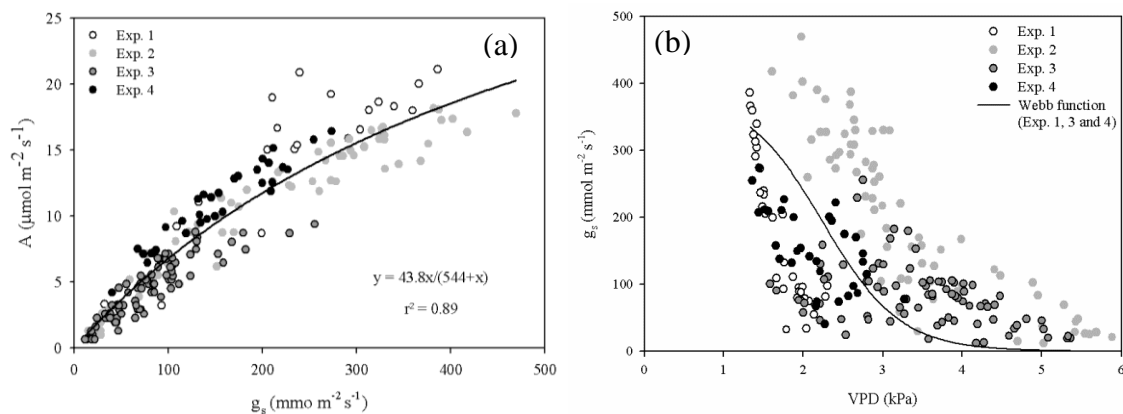 (a)
Exp. 1
Exp. 2
Exp. 3
Exp. 4
25
20
15
10
5
0
A (µmol m⁻² s⁻¹)
y = 43.8x/(544+x)
r² = 0.89
0 100 200 300 400 500
gₛ (mmo m⁻² s⁻¹)
(b)
Exp. 1
Exp. 2
Exp. 3
Exp. 4
Webb function
(Exp. 1, 3 and 4)
500
400
300
200
100
0
gₛ (mmol m⁻² s⁻¹)
0 1 2 3 4 5 6
VPD (kPa)